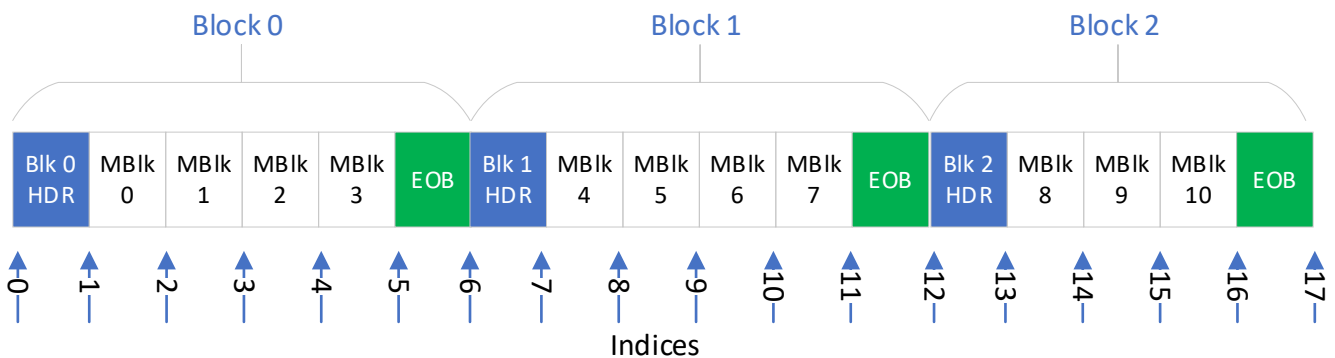 Block 0 Block 1 Block 2
Blk 0 MBlk MBlk MBlk MBlk EOB Blk 1 MBlk MBlk MBlk MBlk EOB Blk 2 MBlk MBlk MBlk EOB
HDR 0 1 2 3 HDR 4 5 6 7 HDR 8 9 10
0 1 2 3 4 5 6 7 8 9 10 11 12 13 14 15 16 17
Indices